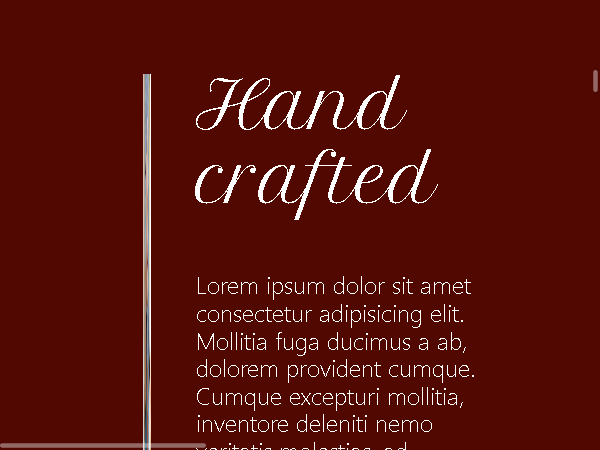 Hand
crafted
Lorem ipsum dolor sit amet
consectetur adipisicing elit.
Mollitia fuga ducimus a ab,
dolorem provident cumque.
Cumque excepturi mollitia,
inventore deleniti nemo